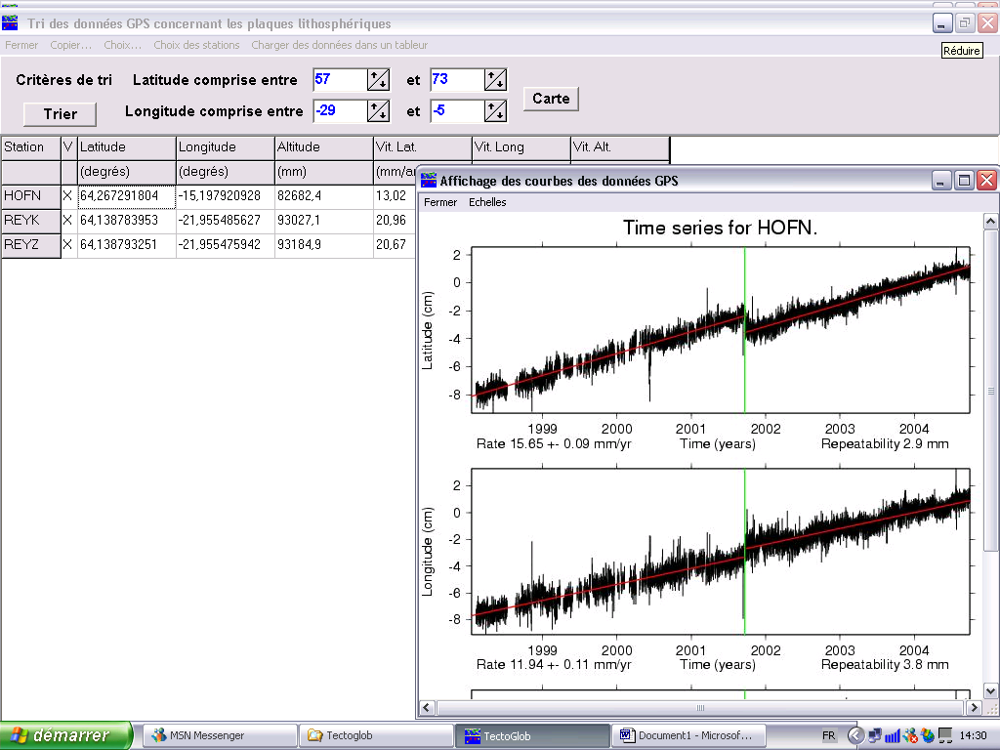 Tri des données GPS concernant les plaques lithosphériques
Fermer Copier... Choix... Choix des stations Charger des données dans un tableur
Réduire
Critères de tri Latitude comprise entre 57 et 73
Carte
Trier Longitude comprise entre -29 et -5
Station V Latitude Longitude Altitude Vit. Lat. Vit. Long Vit. Alt.
(degrés) (degrés) (mm)
HOFN X 64,267291804 -15,197920928 82682,4 13,02
REYK X 64,138783953 -21,955485627 93027,1 20,96
REYZ X 64,138793251 -21,955475942 93184,9 20,67
Affichage des courbes des données GPS
Fermer Echelles
Time series for HOFN.
Latitude (cm)
2
0
-2
-4
-6
-8
1999 2000 2001 2002 2003 2004
Rate 15.65 +- 0.09 mm/yr Time (years) Repeatability 2.9 mm
Longitude (cm)
2
0
-2
-4
-6
-8
1999 2000 2001 2002 2003 2004
Rate 11.94 +- 0.11 mm/yr Time (years) Repeatability 3.8 mm
démarrer MSN Messenger Tectoglob TectoGlob Document1 - Microsof... FR 14:30